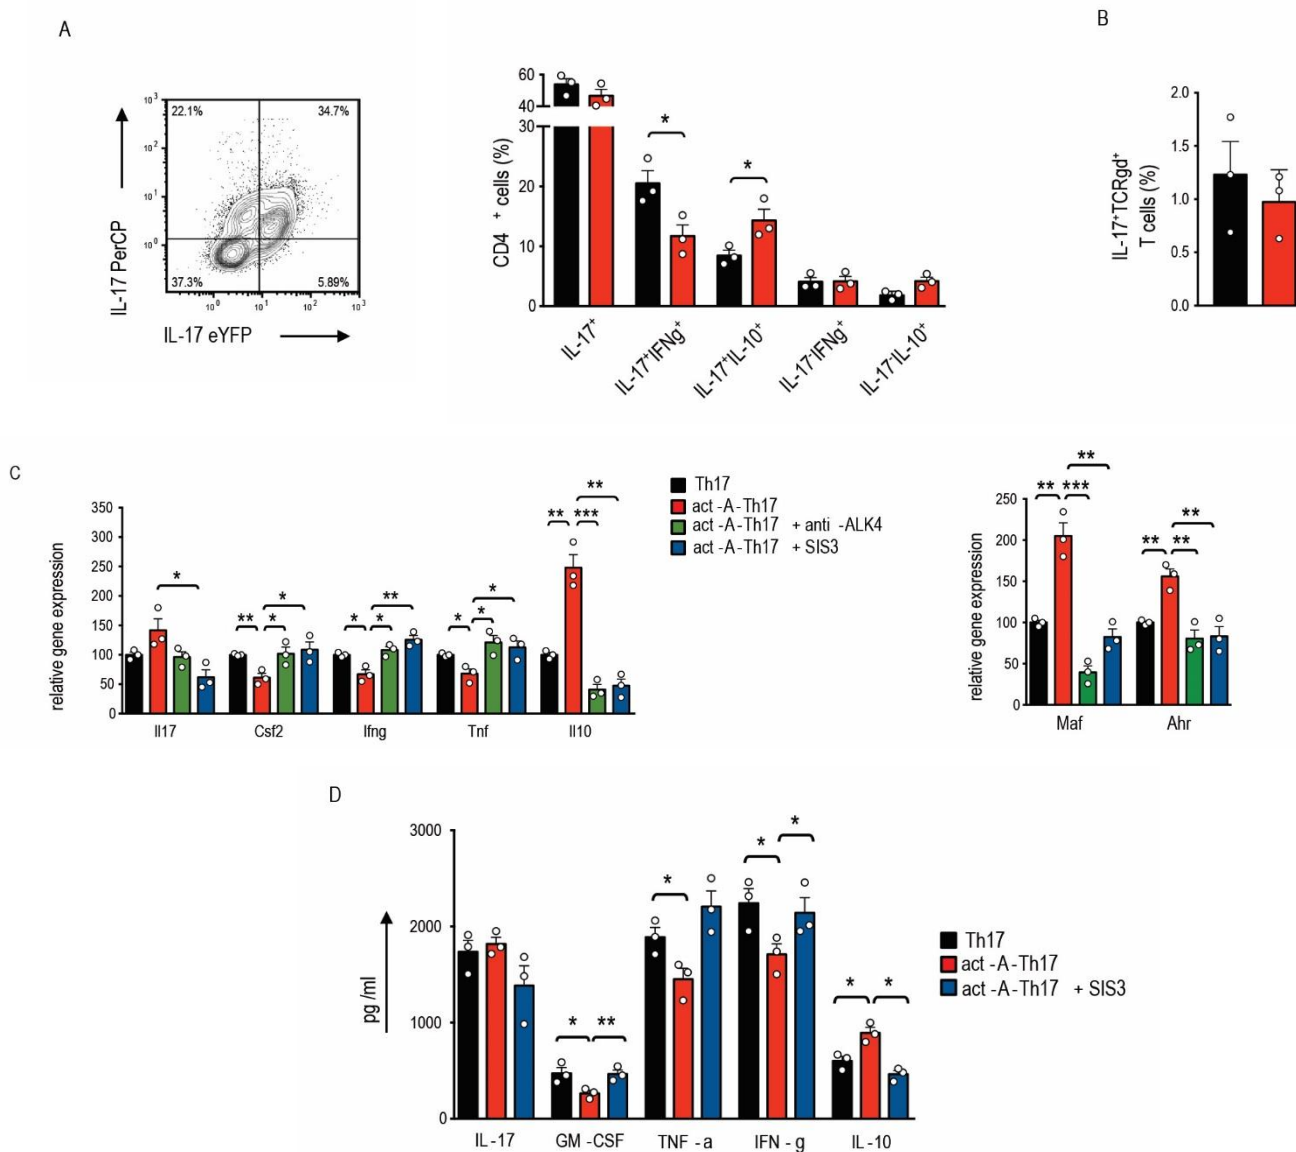 A
B
10³
10²
10¹
10⁰
22.1%
34.7%
37.3%
5.89%
10⁰
10¹
10²
10³
IL-17 PerCP
IL-17 eYFP
CD4 ⁺ cells (%)
60
40
30
20
10
0
*
*
IL-17⁺
IL-17⁺IFNg⁺
IL-17⁺IL-10⁺
IL-17⁻IFNg⁺
IL-17⁻IL-10⁺
IL-17⁺TCRgd⁺
T cells (%)
2.0
1.5
1.0
0.5
0.0
C
relative gene expression
350
300
250
200
150
100
50
0
*
** * *
* * **
* * *
** *** **
Il17
Csf2
Ifng
Tnf
Il10
Th17
act -A-Th17
act -A-Th17 + anti -ALK4
act -A-Th17 + SIS3
relative gene expression
250
200
150
100
50
0
** *** **
** ** **
Maf
Ahr
D
pg /ml
3000
2000
1000
0
* **
*
* *
* *
IL-17
GM -CSF
TNF - a
IFN - g
IL-10
Th17
act -A-Th17
act -A-Th17 + SIS3